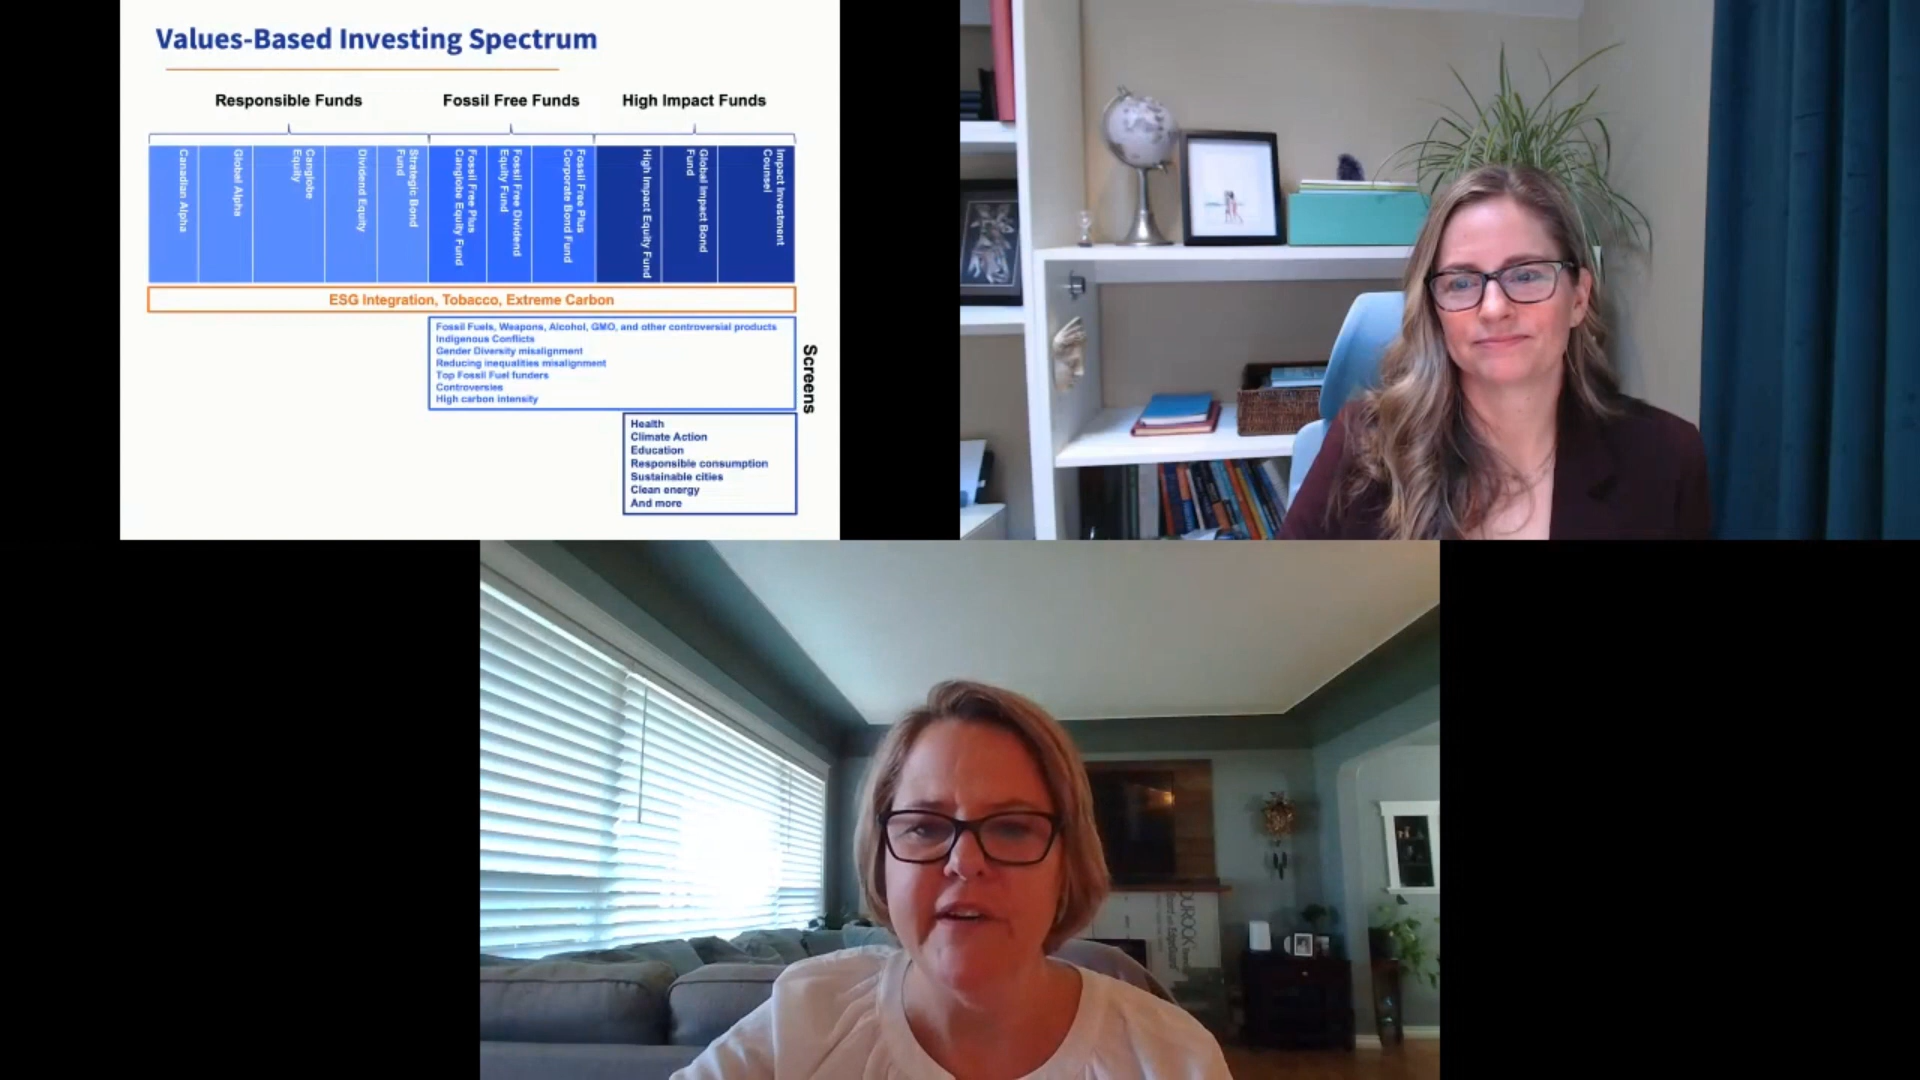 Values-Based Investing Spectrum
Responsible Funds
Fossil Free Funds
High Impact Funds
Canadian Alpha
Global Alpha
Canglobe
Equity
Dividend Equity
Strategic Bond
Fund
Fossil Free Plus
Canglobe Equity Fund
Fossil Free Dividend
Equity Fund
Fossil Free Plus
Corporate Bond Fund
High Impact Equity Fund
Global Impact Bond
Fund
Impact Investment
Counsel
ESG Integration, Tobacco, Extreme Carbon
Fossil Fuels, Weapons, Alcohol, GMO, and other controversial products
Indigenous Conflicts
Gender Diversity misalignment
Reducing inequalities misalignment
Top Fossil Fuel funders
Controversies
High carbon intensity
Screens
Health
Climate Action
Education
Responsible consumption
Sustainable cities
Clean energy
And more